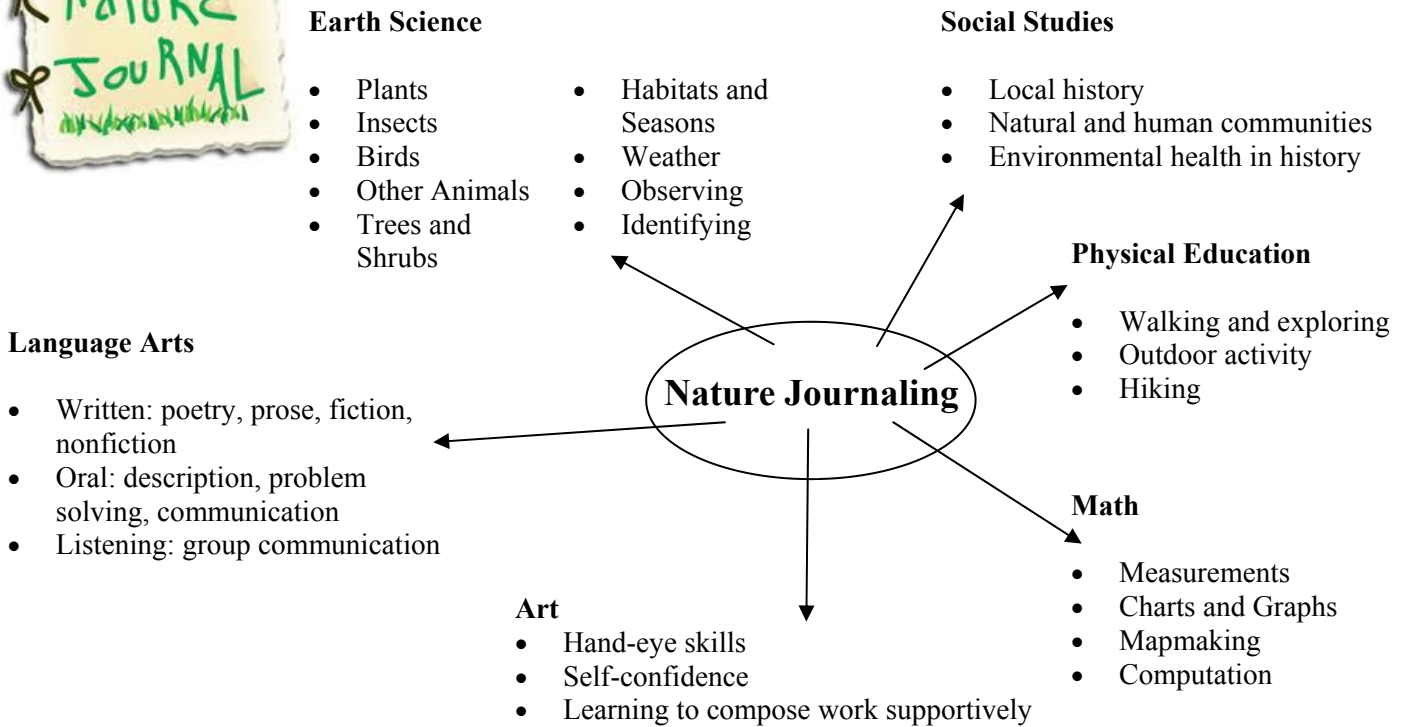 NATURE
JOURNAL
Earth Science
• Plants
• Insects
• Birds
• Other Animals
• Trees and
Shrubs
• Habitats and
Seasons
• Weather
• Observing
• Identifying
Social Studies
• Local history
• Natural and human communities
• Environmental health in history
Physical Education
• Walking and exploring
• Outdoor activity
• Hiking
Language Arts
• Written: poetry, prose, fiction,
nonfiction
• Oral: description, problem
solving, communication
• Listening: group communication
Nature Journaling
Math
• Measurements
• Charts and Graphs
• Mapmaking
• Computation
Art
• Hand-eye skills
• Self-confidence
• Learning to compose work supportively